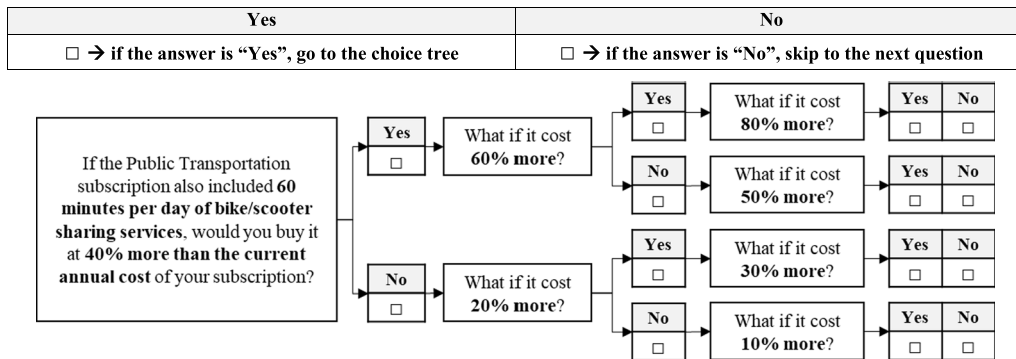 Yes No
□ → if the answer is “Yes”, go to the choice tree □ → if the answer is “No”, skip to the next question
If the Public Transportation
subscription also included 60
minutes per day of bike/scooter
sharing services, would you buy it
at 40% more than the current
annual cost of your subscription?
Yes
□
What if it cost
60% more?
Yes
□
What if it cost
80% more?
Yes No
□ □
No
□
What if it cost
50% more?
Yes No
□ □
No
□
What if it cost
20% more?
Yes
□
What if it cost
30% more?
Yes No
□ □
No
□
What if it cost
10% more?
Yes No
□ □